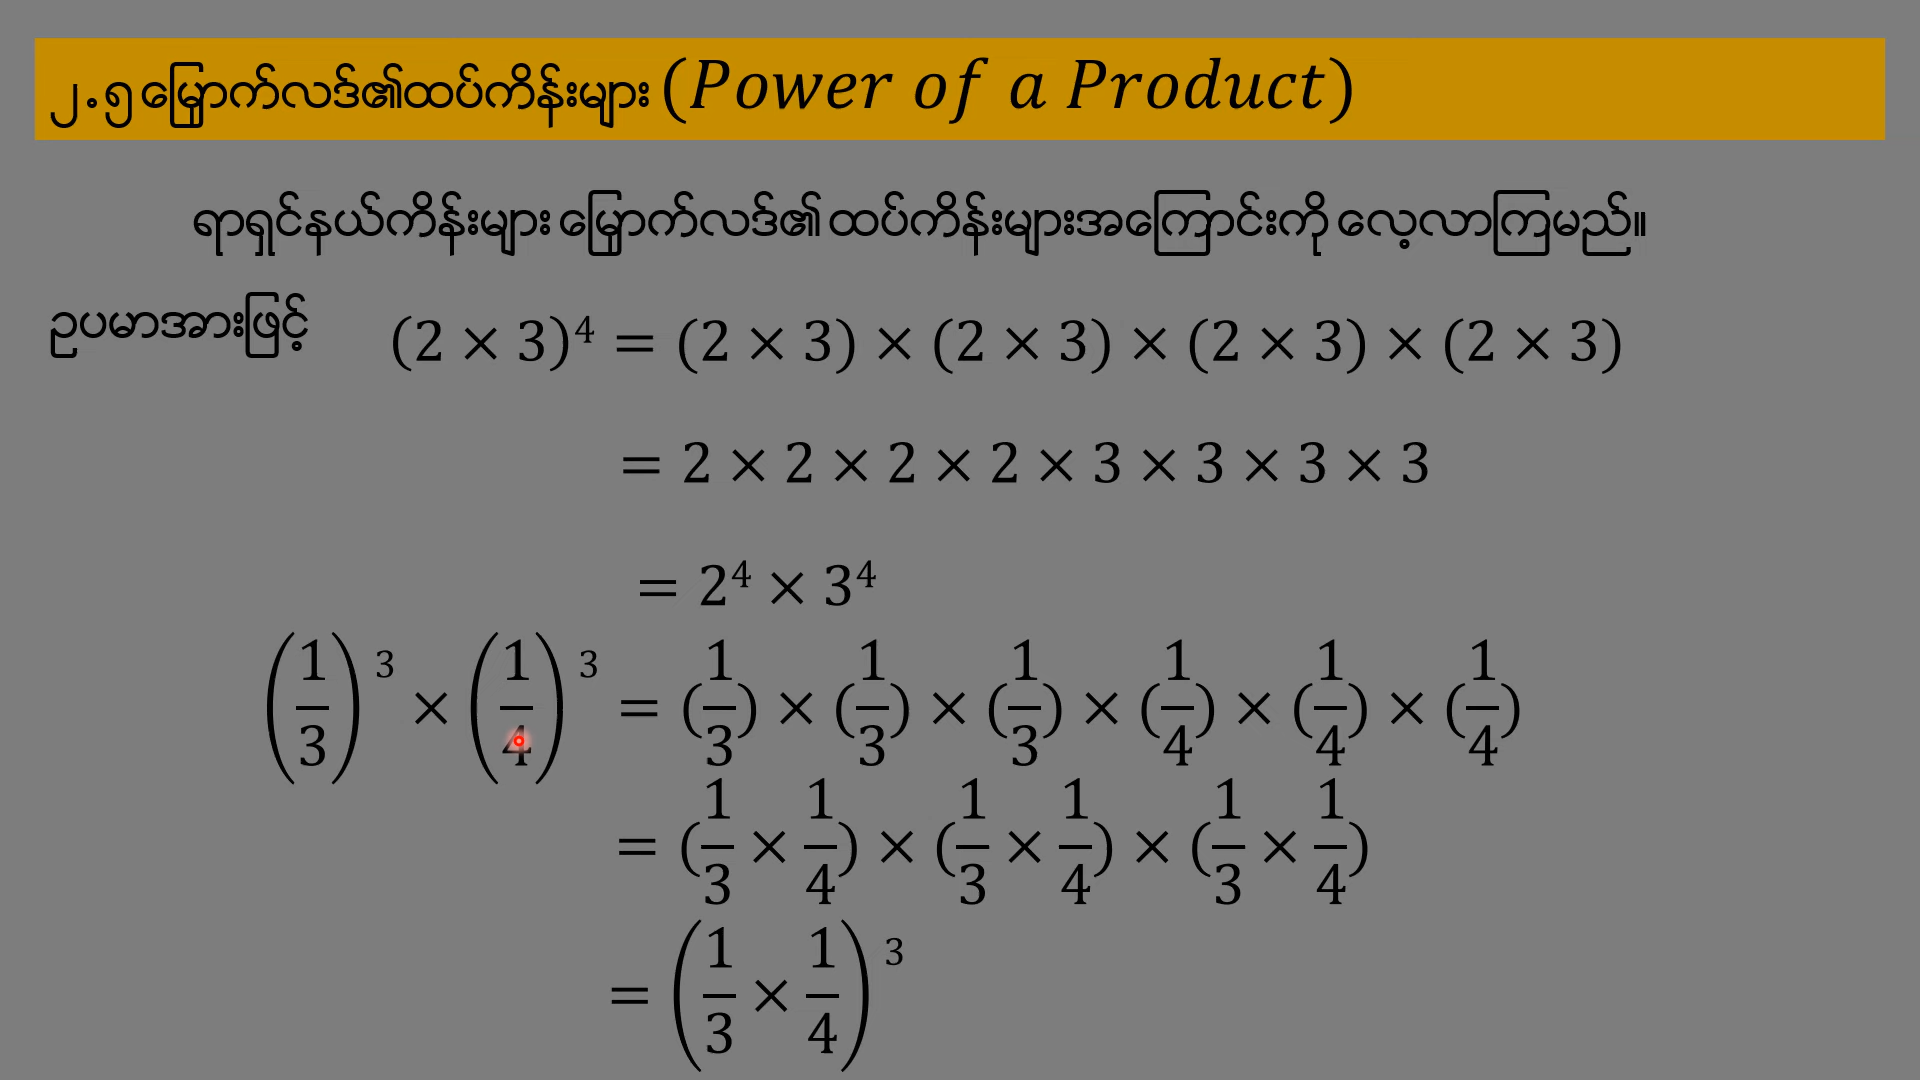 ၂.၅ မြှောက်လဒ်၏ထပ်ကိန်းများ (Power of a Product)
ရာရှင်နယ်ကိန်းများ မြှောက်လဒ်၏ ထပ်ကိန်းများအကြောင်းကို လေ့လာကြမည်။
ဥပမာအားဖြင့် (2 × 3)⁴ = (2 × 3) × (2 × 3) × (2 × 3) × (2 × 3)
= 2 × 2 × 2 × 2 × 3 × 3 × 3 × 3
= 2⁴ × 3⁴
(1/3)³ × (1/4)³ = (1/3) × (1/3) × (1/3) × (1/4) × (1/4) × (1/4)
= (1/3 × 1/4) × (1/3 × 1/4) × (1/3 × 1/4)
= (1/3 × 1/4)³